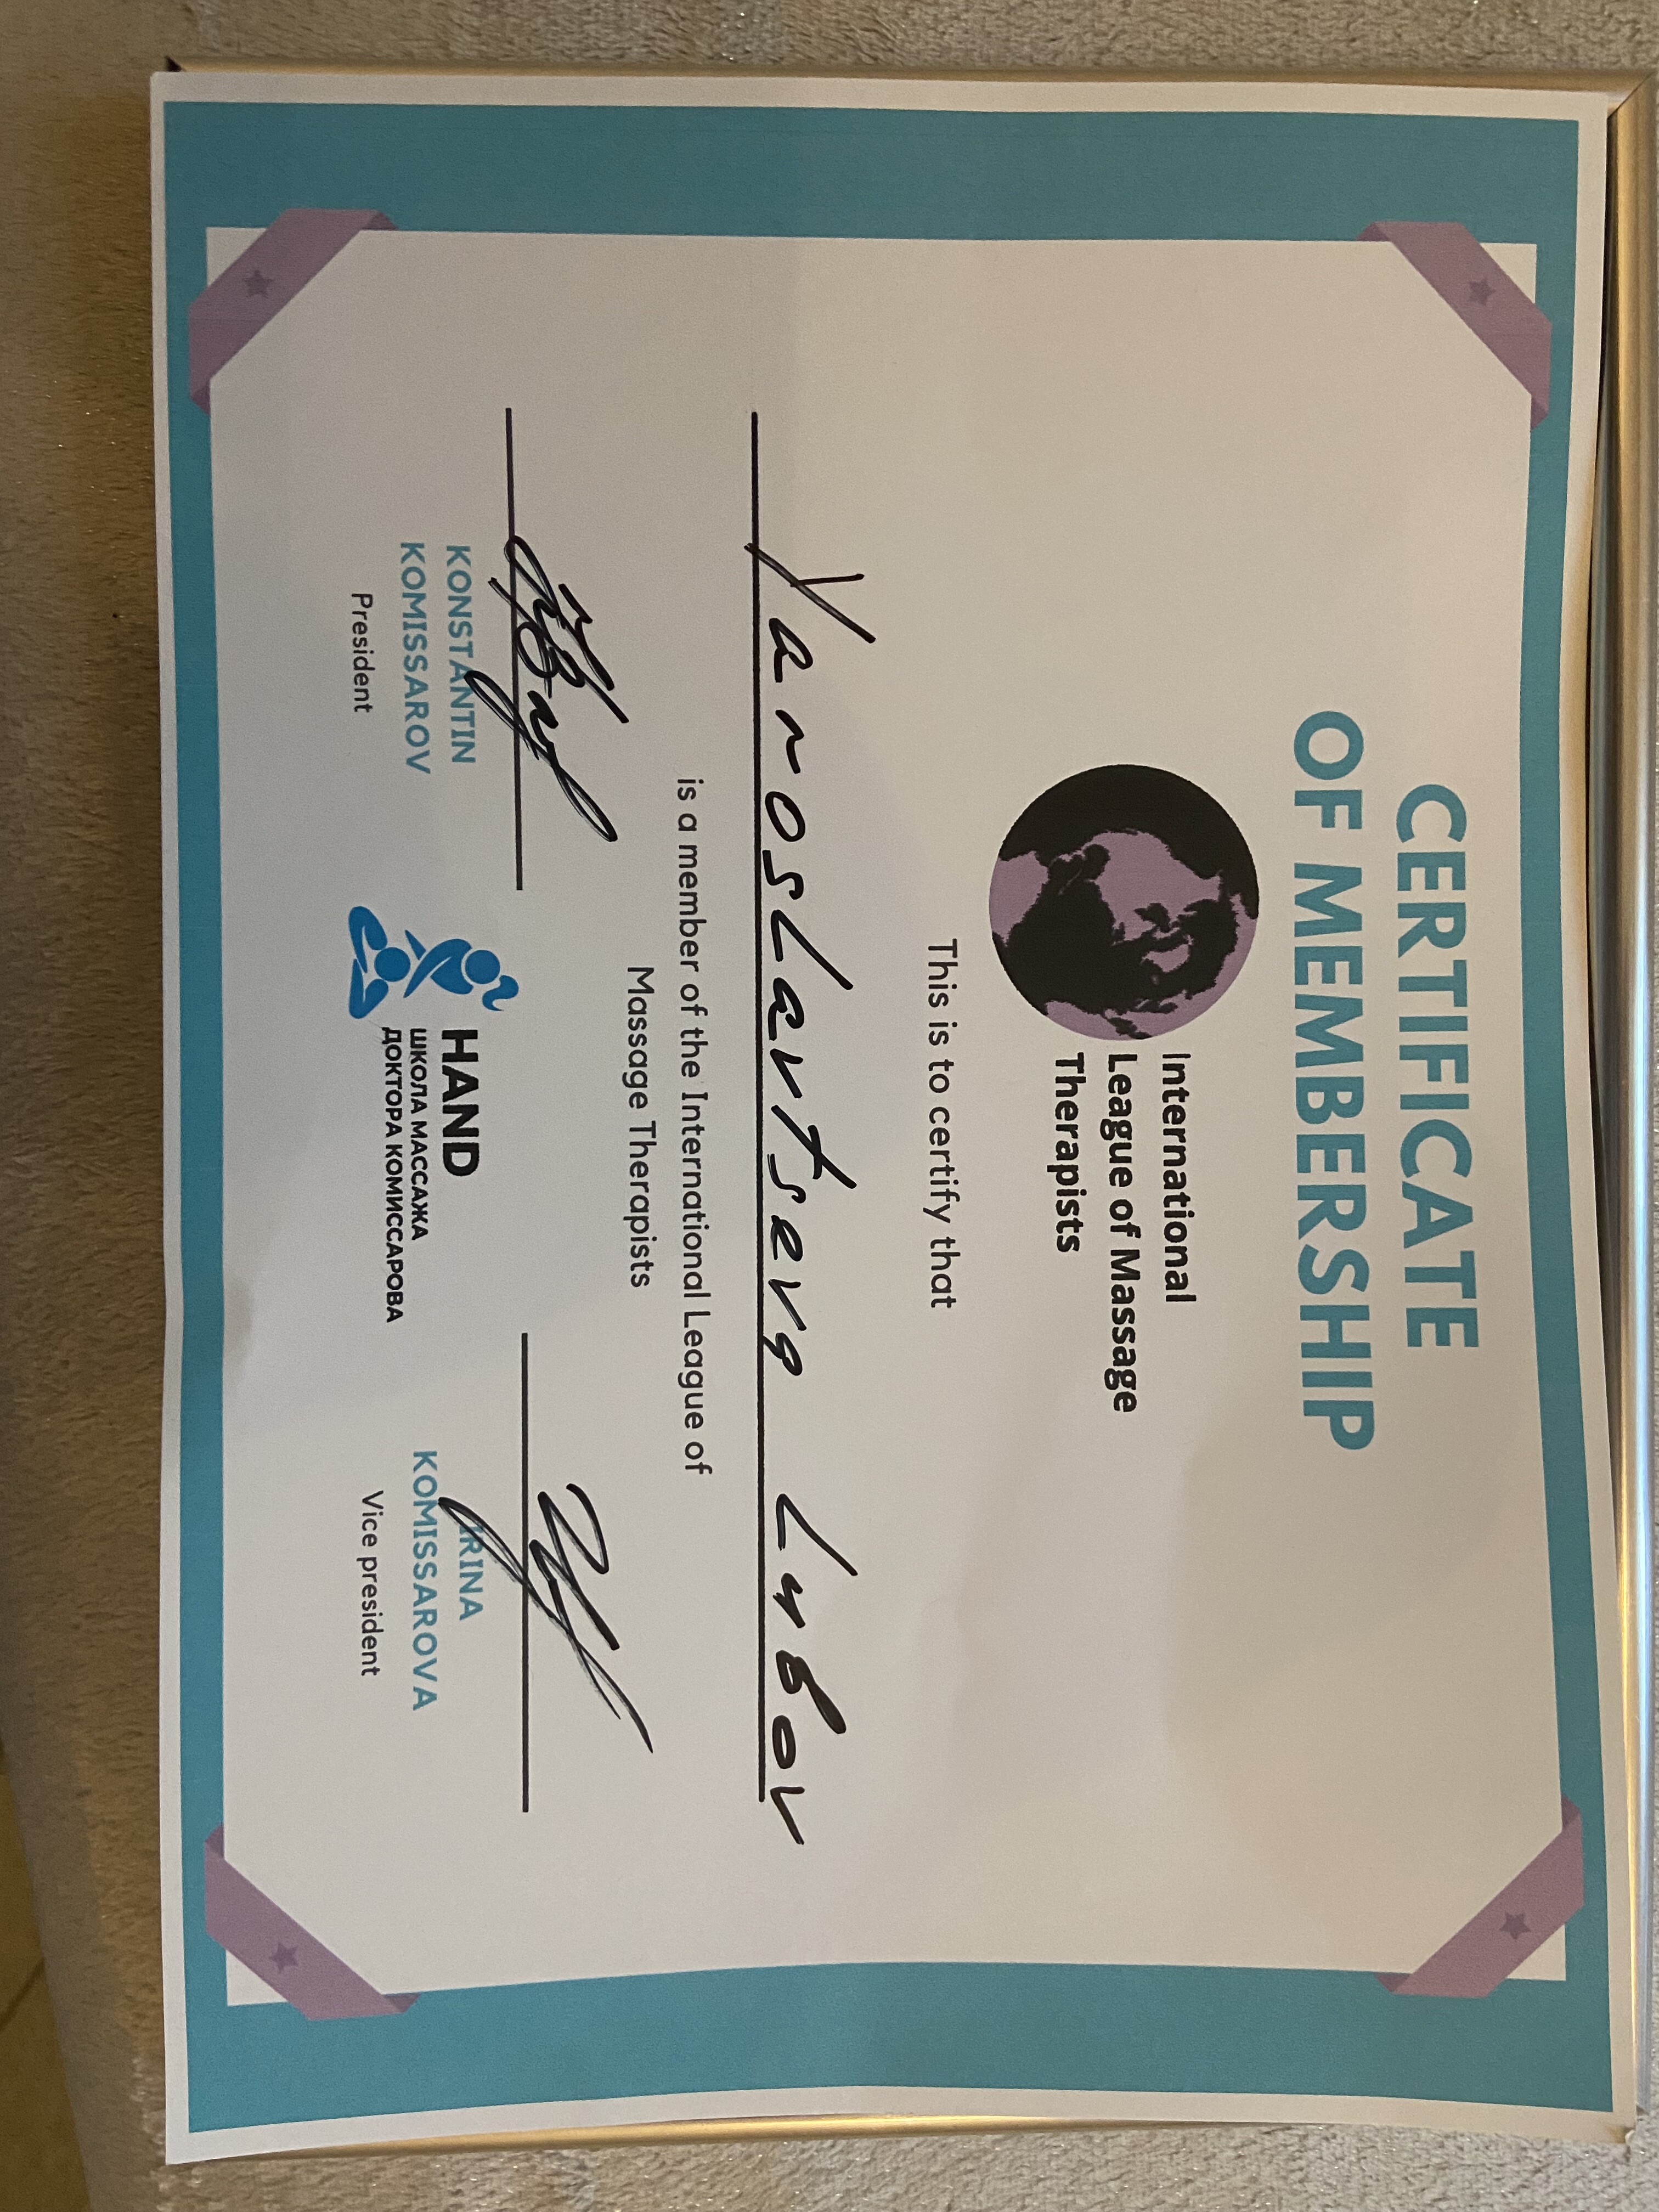 CERTIFICATE
OF MEMBERSHIP
International
League of Massage
Therapists
This is to certify that
Yaroslavtseva Lubov
is a member of the International League of
Massage Therapists
KONSTANTIN
KOMISSAROV
President
HAND
ШКОЛА МАССАЖА
ДОКТОРА КОМИССАРОВА
IRINA
KOMISSAROVA
Vice president